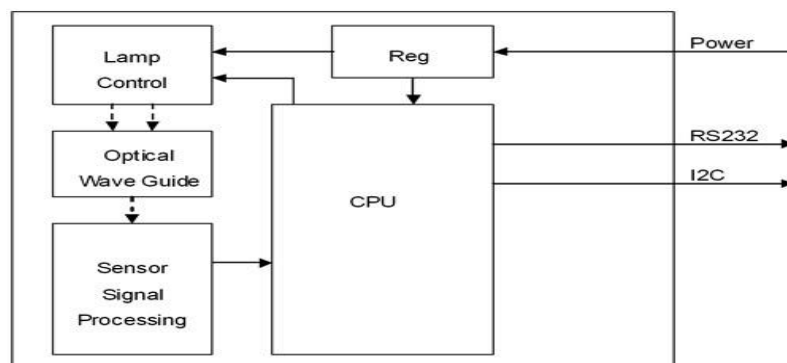 Lamp
Control
Reg
Power
RS232
Optical
Wave Guide
I2C
CPU
Sensor
Signal
Processing